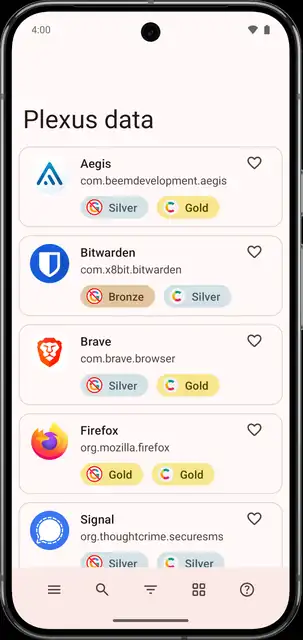 4:00
Plexus data
Aegis
com.beemdevelopment.aegis
Silver Gold
Bitwarden
com.x8bit.bitwarden
Bronze Silver
Brave
com.brave.browser
Silver Gold
Firefox
org.mozilla.firefox
Gold Gold
Signal
org.thoughtcrime.securesms
Silver Silver